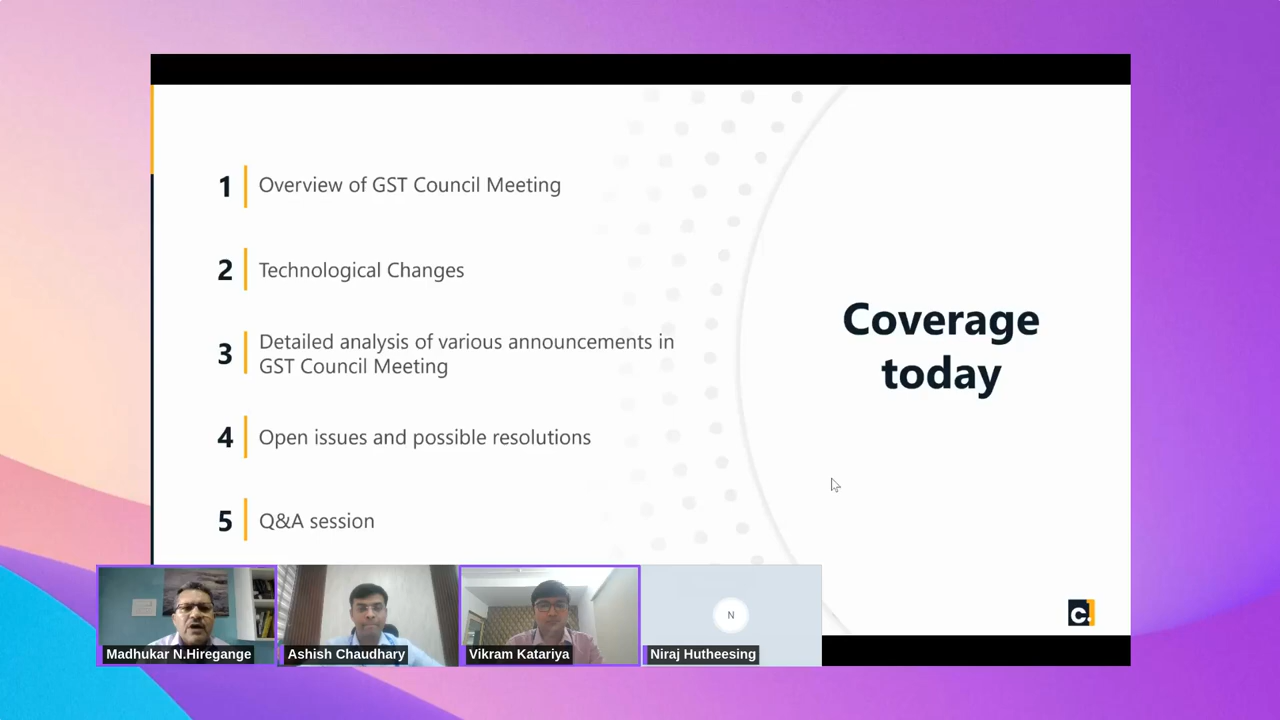 1 Overview of GST Council Meeting
2 Technological Changes
3 Detailed analysis of various announcements in
GST Council Meeting
4 Open issues and possible resolutions
5 Q&A session
Coverage
today
c.
Madhukar N.Hiregange
Ashish Chaudhary
Vikram Katariya
N
Niraj Hutheesing